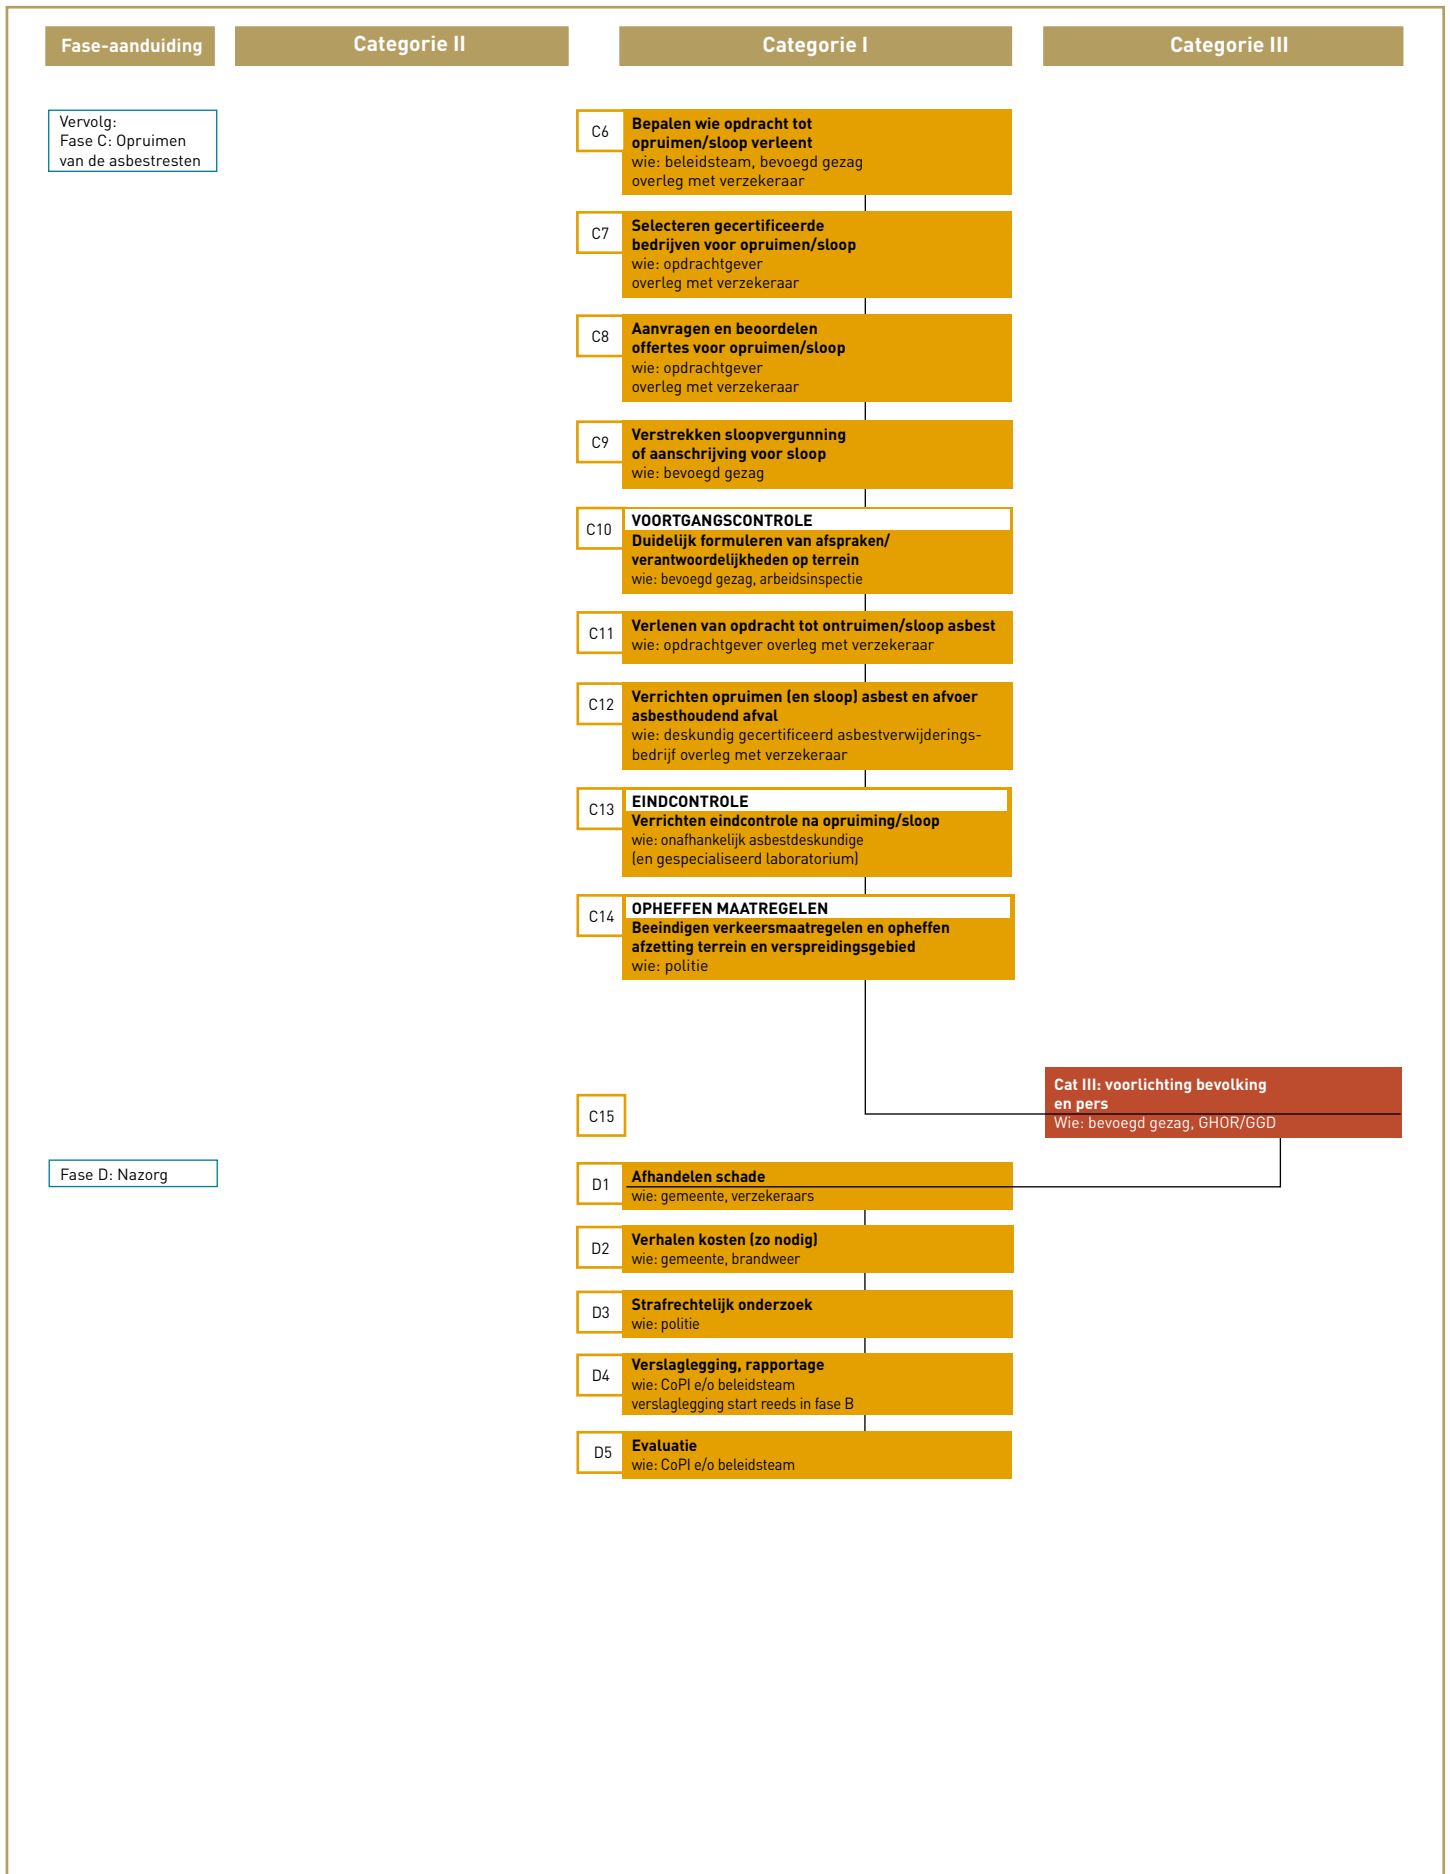 Fase-aanduiding
Categorie II
Categorie I
Categorie III
Vervolg:
Fase C: Opruimen
van de asbestresten
C6
Bepalen wie opdracht tot
opruimen/sloop verleent
wie: beleidsteam, bevoegd gezag
overleg met verzekeraar
C7
Selecteren gecertificeerde
bedrijven voor opruimen/sloop
wie: opdrachtgever
overleg met verzekeraar
C8
Aanvragen en beoordelen
offertes voor opruimen/sloop
wie: opdrachtgever
overleg met verzekeraar
C9
Verstrekken sloopvergunning
of aanschrijving voor sloop
wie: bevoegd gezag
C10
VOORTGANGSCONTROLE
Duidelijk formuleren van afspraken/
verantwoordelijkheden op terrein
wie: bevoegd gezag, arbeidsinspectie
C11
Verlenen van opdracht tot ontruimen/sloop asbest
wie: opdrachtgever overleg met verzekeraar
C12
Verrichten opruimen (en sloop) asbest en afvoer
asbesthoudend afval
wie: deskundig gecertificeerd asbestverwijderings-
bedrijf overleg met verzekeraar
C13
EINDCONTROLE
Verrichten eindcontrole na opruiming/sloop
wie: onafhankelijk asbestdeskundige
(en gespecialiseerd laboratorium)
C14
OPHEFFEN MAATREGELEN
Beeindigen verkeersmaatregelen en opheffen
afzetting terrein en verspreidingsgebied
wie: politie
C15
Cat III: voorlichting bevolking
en pers
Wie: bevoegd gezag, GHOR/GGD
Fase D: Nazorg
D1
Afhandelen schade
wie: gemeente, verzekeraars
D2
Verhalen kosten (zo nodig)
wie: gemeente, brandweer
D3
Strafrechtelijk onderzoek
wie: politie
D4
Verslaglegging, rapportage
wie: CoPI e/o beleidsteam
verslaglegging start reeds in fase B
D5
Evaluatie
wie: CoPI e/o beleidsteam